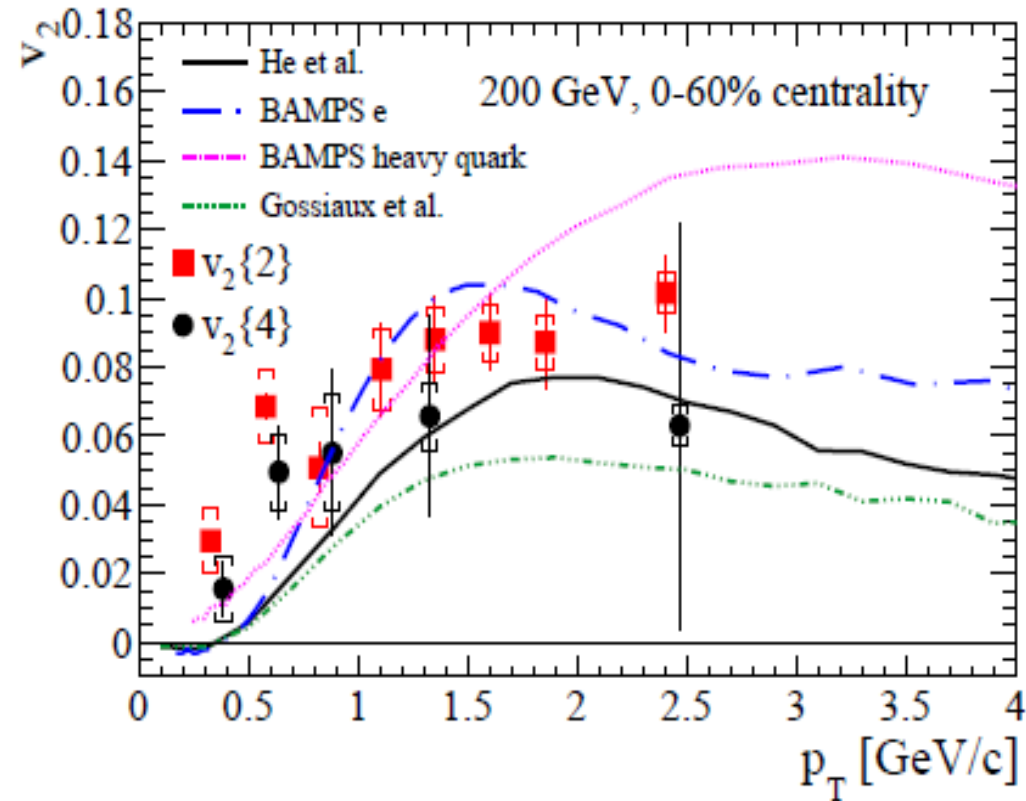 v2
0.18
0.16
0.14
0.12
0.1
0.08
0.06
0.04
0.02
0
He et al.
BAMPS e
BAMPS heavy quark
Gossiaux et al.
v2{2}
v2{4}
200 GeV, 0-60% centrality
0 0.5 1 1.5 2 2.5 3 3.5 4
pT [GeV/c]